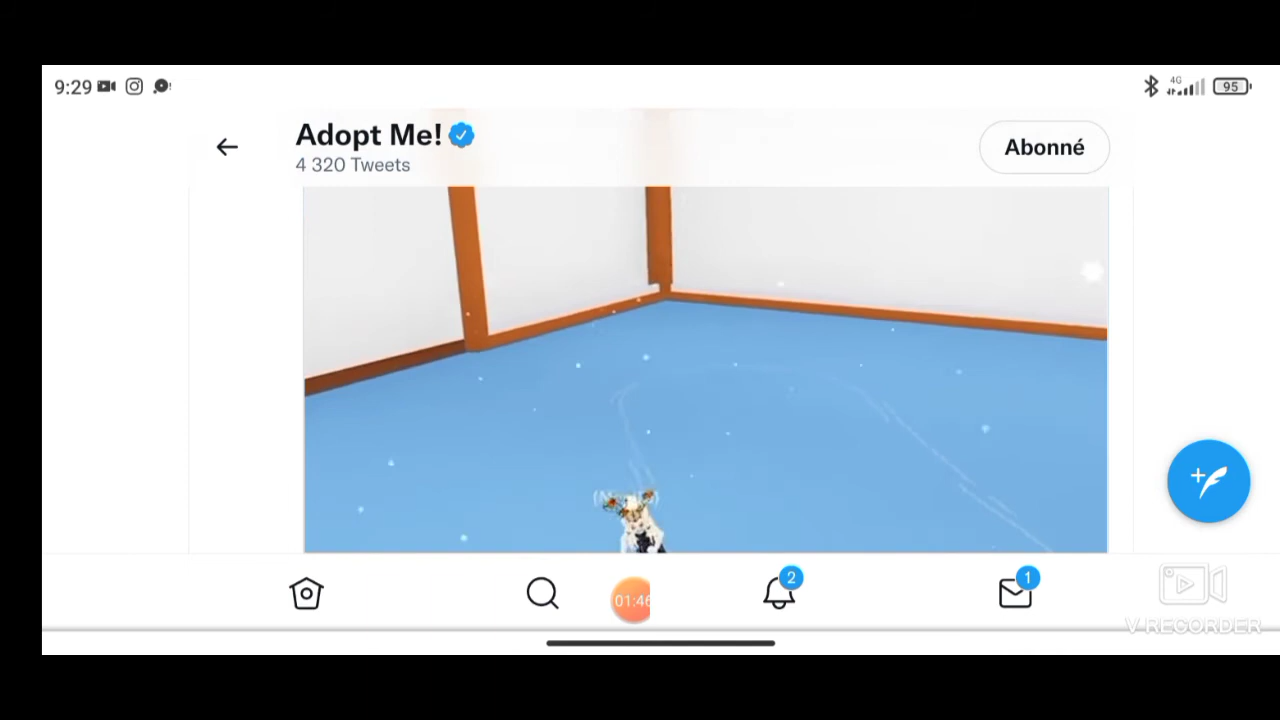 9:29
4G
95
Adopt Me!
4 320 Tweets
Abonné
01:46
2
1
V RECORDER